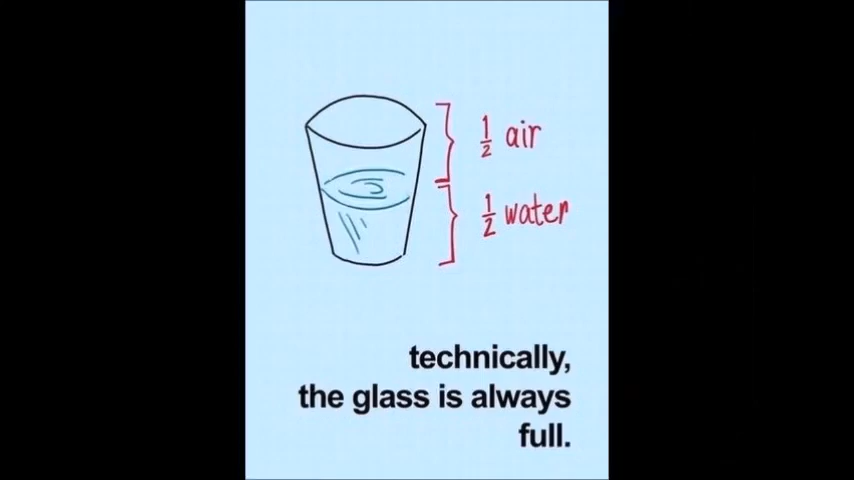 ½ air
½ water
technically,
the glass is always
full.